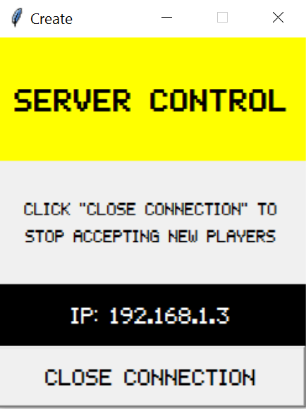 Create
SERVER CONTROL
CLICK "CLOSE CONNECTION" TO
STOP ACCEPTING NEW PLAYERS
IP: 192.168.1.3
CLOSE CONNECTION